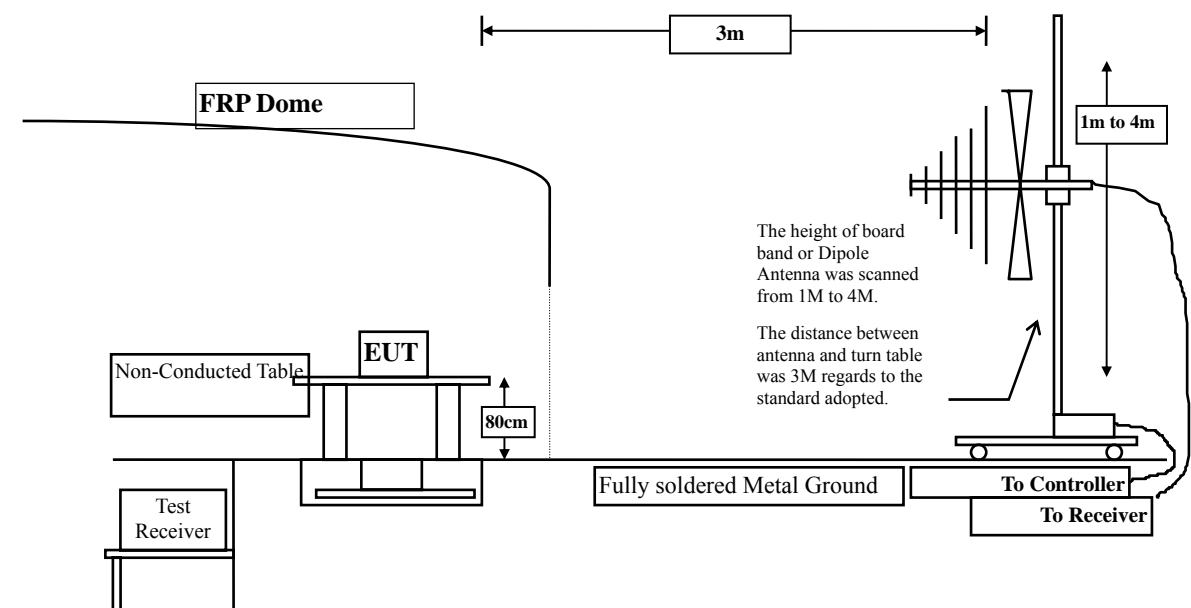 3m
FRP Dome
1m to 4m
The height of board
band or Dipole
Antenna was scanned
from 1M to 4M.
The distance between
antenna and turn table
was 3M regards to the
standard adopted.
EUT
Non-Conducted Table
80cm
Fully soldered Metal Ground
To Controller
To Receiver
Test
Receiver